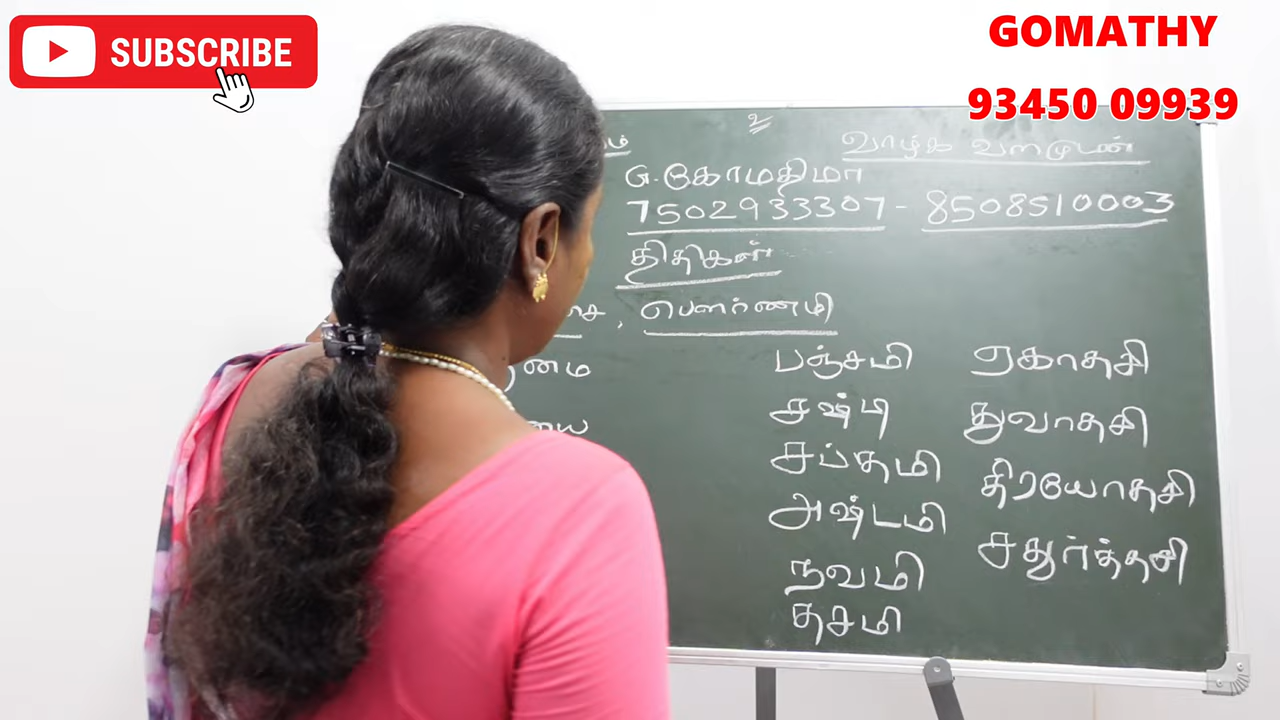 SUBSCRIBE
GOMATHY
93450 09939
உ
வாழ்க வளமுடன்
G.கோமதிமா
7502933307 - 8508510003
திதிகள்
, பௌர்ணமி
பஞ்சமி
சஷ்டி
சப்தமி
அஷ்டமி
நவமி
தசமி
ஏகாதசி
துவாதசி
திரயோதசி
சதுர்த்தசி